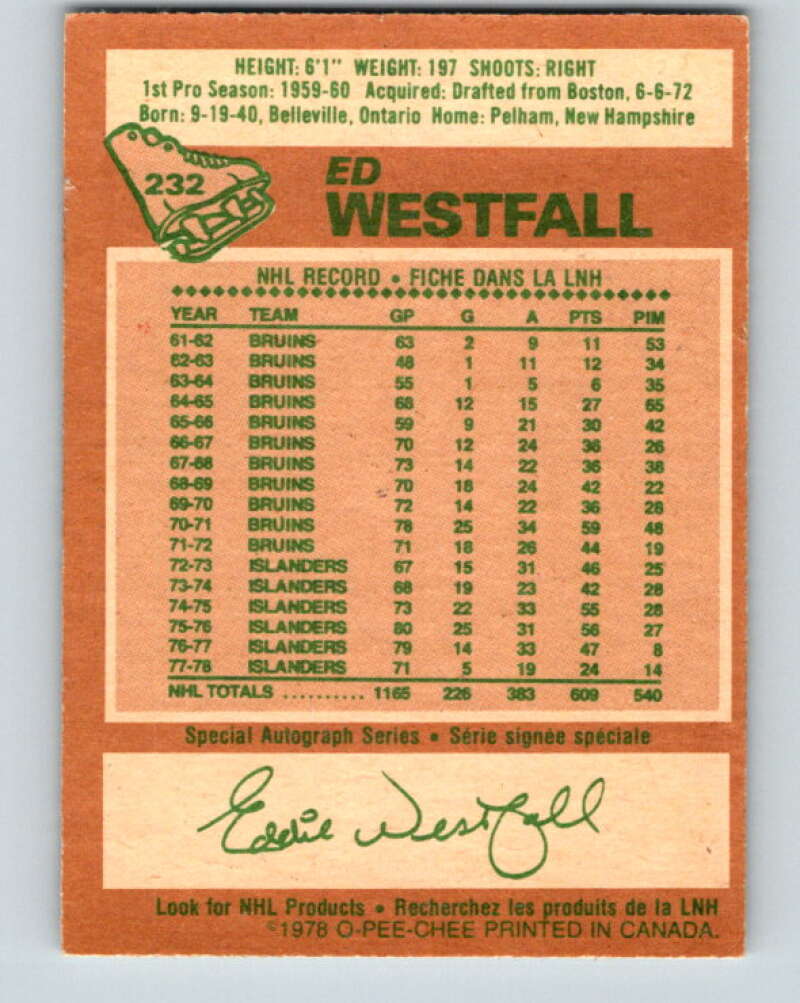 HEIGHT: 6'1" WEIGHT: 197 SHOOTS: RIGHT
1st Pro Season: 1959-60 Acquired: Drafted from Boston, 6-6-72
Born: 9-19-40, Belleville, Ontario Home: Pelham, New Hampshire
232
ED
WESTFALL
NHL RECORD • FICHE DANS LA LNH
YEAR TEAM GP G A PTS PIM
61-62 BRUINS 63 2 9 11 53
62-63 BRUINS 48 1 11 12 34
63-64 BRUINS 55 1 5 6 35
64-65 BRUINS 68 12 15 27 65
65-66 BRUINS 59 9 21 30 42
66-67 BRUINS 70 12 24 36 26
67-68 BRUINS 73 14 22 36 38
68-69 BRUINS 70 18 24 42 22
69-70 BRUINS 72 14 22 36 28
70-71 BRUINS 78 25 34 59 48
71-72 BRUINS 71 18 26 44 19
72-73 ISLANDERS 67 15 31 46 25
73-74 ISLANDERS 68 19 23 42 28
74-75 ISLANDERS 73 22 33 55 28
75-76 ISLANDERS 80 25 31 56 27
76-77 ISLANDERS 79 14 33 47 8
77-78 ISLANDERS 71 5 19 24 14
NHL TOTALS .......... 1165 226 383 609 540
Special Autograph Series • Série signée spéciale
Eddie Westfall
Look for NHL Products • Recherchez les produits de la LNH
©1978 O-PEE-CHEE PRINTED IN CANADA.